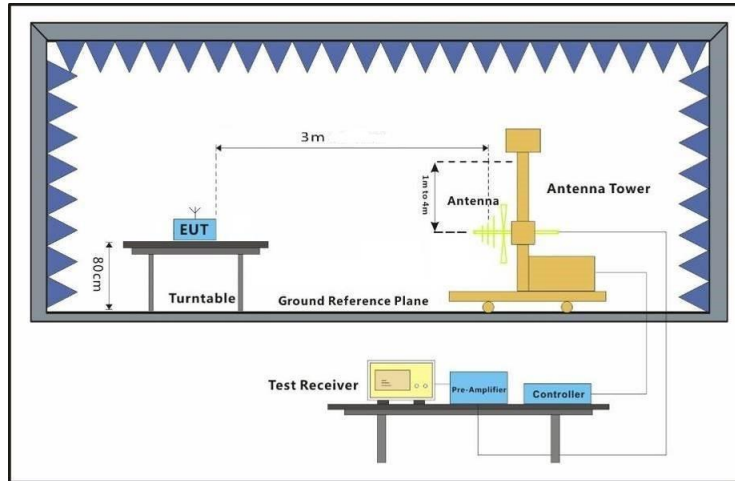 3m
1m to 4m
Antenna
Antenna Tower
EUT
80cm
Turntable
Ground Reference Plane
Test Receiver
Pre-Amplifier
Controller